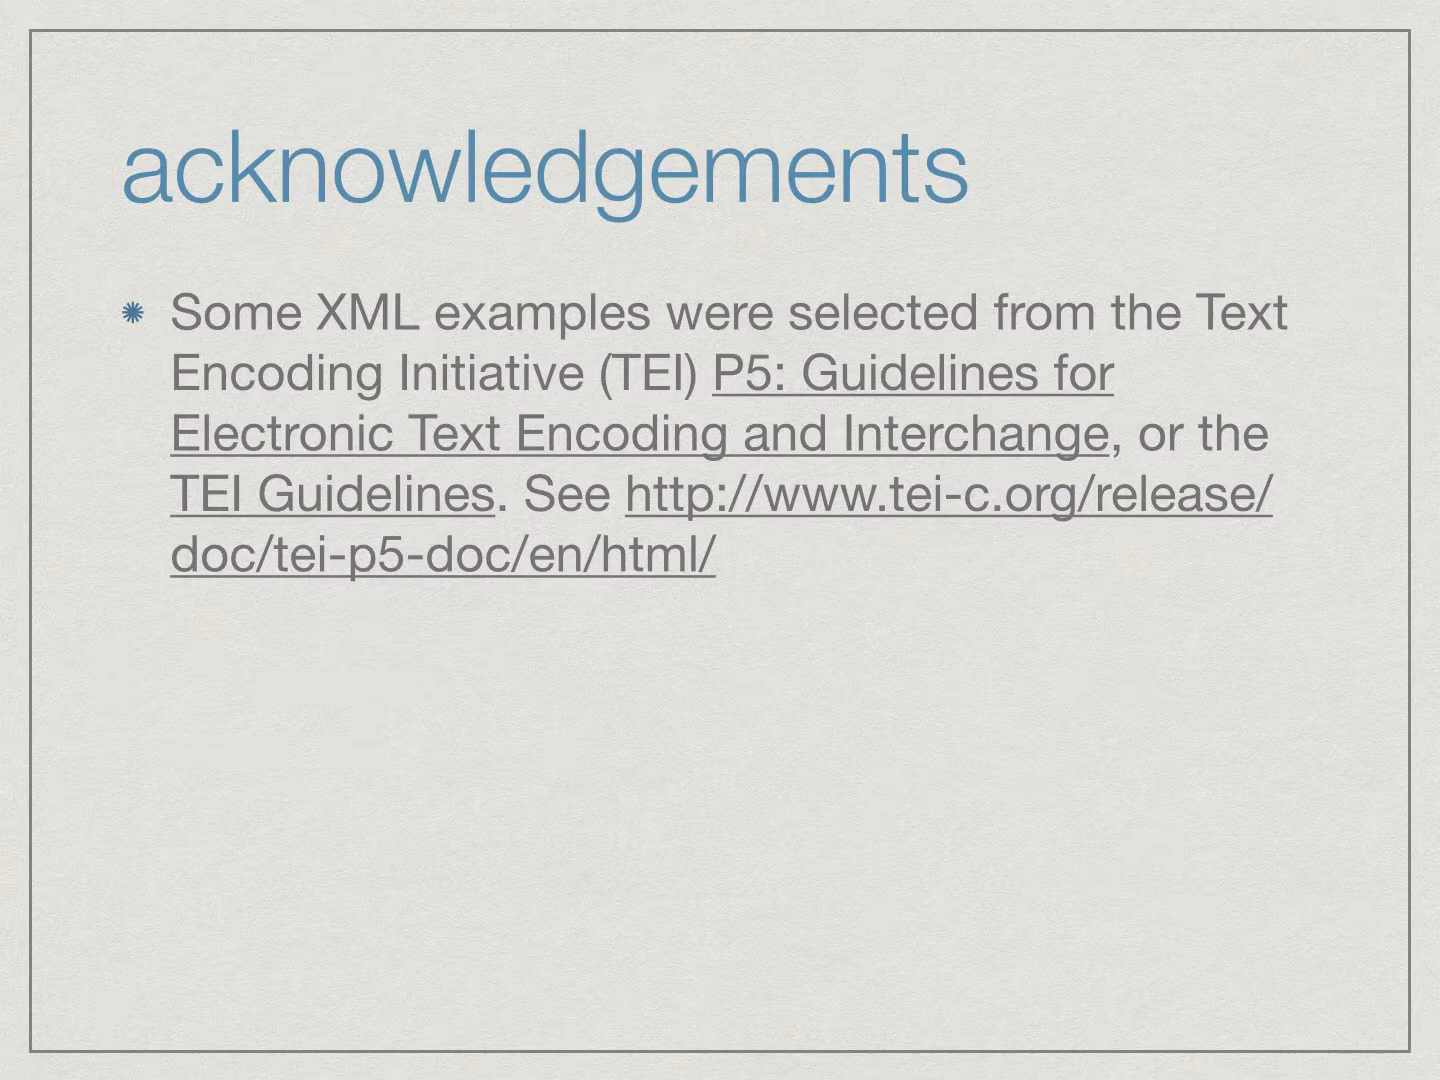 acknowledgements
Some XML examples were selected from the Text
Encoding Initiative (TEI) P5: Guidelines for
Electronic Text Encoding and Interchange, or the
TEI Guidelines. See http://www.tei-c.org/release/
doc/tei-p5-doc/en/html/